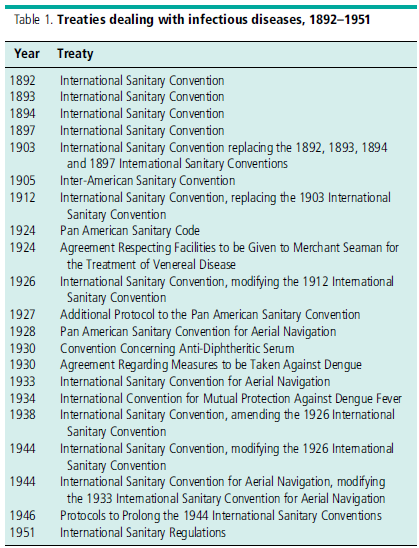 Table 1. Treaties dealing with infectious diseases, 1892–1951
Year Treaty
1892 International Sanitary Convention
1893 International Sanitary Convention
1894 International Sanitary Convention
1897 International Sanitary Convention
1903 International Sanitary Convention replacing the 1892, 1893, 1894
and 1897 International Sanitary Conventions
1905 Inter-American Sanitary Convention
1912 International Sanitary Convention, replacing the 1903 International
Sanitary Convention
1924 Pan American Sanitary Code
1924 Agreement Respecting Facilities to be Given to Merchant Seaman for
the Treatment of Venereal Disease
1926 International Sanitary Convention, modifying the 1912 International
Sanitary Convention
1927 Additional Protocol to the Pan American Sanitary Convention
1928 Pan American Sanitary Convention for Aerial Navigation
1930 Convention Concerning Anti-Diphtheritic Serum
1930 Agreement Regarding Measures to be Taken Against Dengue
1933 International Sanitary Convention for Aerial Navigation
1934 International Convention for Mutual Protection Against Dengue Fever
1938 International Sanitary Convention, amending the 1926 International
Sanitary Convention
1944 International Sanitary Convention, modifying the 1926 International
Sanitary Convention
1944 International Sanitary Convention for Aerial Navigation, modifying
the 1933 International Sanitary Convention for Aerial Navigation
1946 Protocols to Prolong the 1944 International Sanitary Conventions
1951 International Sanitary Regulations